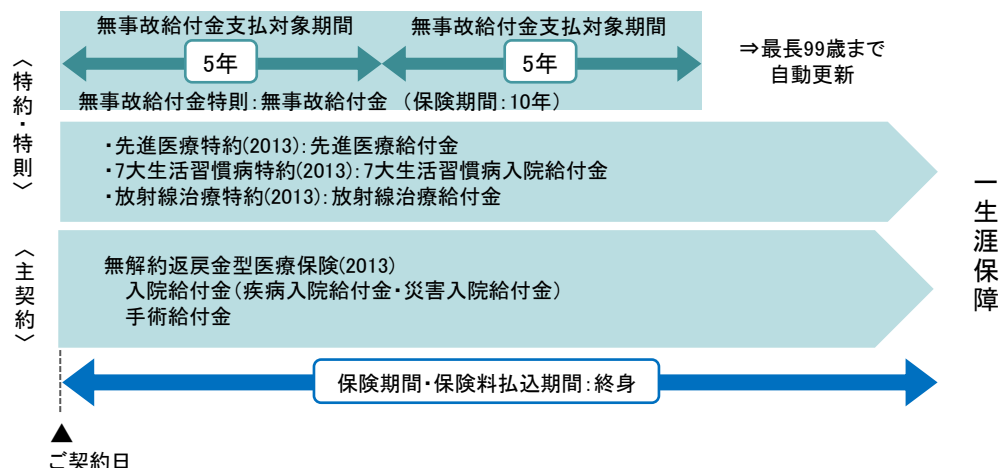 無事故給付金支払対象期間
無事故給付金支払対象期間
5年
5年
⇒最長99歳まで
自動更新
無事故給付金特則:無事故給付金 (保険期間:10年)
〈特約・特則〉
・先進医療特約(2013):先進医療給付金
・7大生活習慣病特約(2013):7大生活習慣病入院給付金
・放射線治療特約(2013):放射線治療給付金
一生涯保障
〈主契約〉
無解約返戻金型医療保険(2013)
入院給付金(疾病入院給付金・災害入院給付金)
手術給付金
保険期間・保険料払込期間:終身
▲
ご契約日